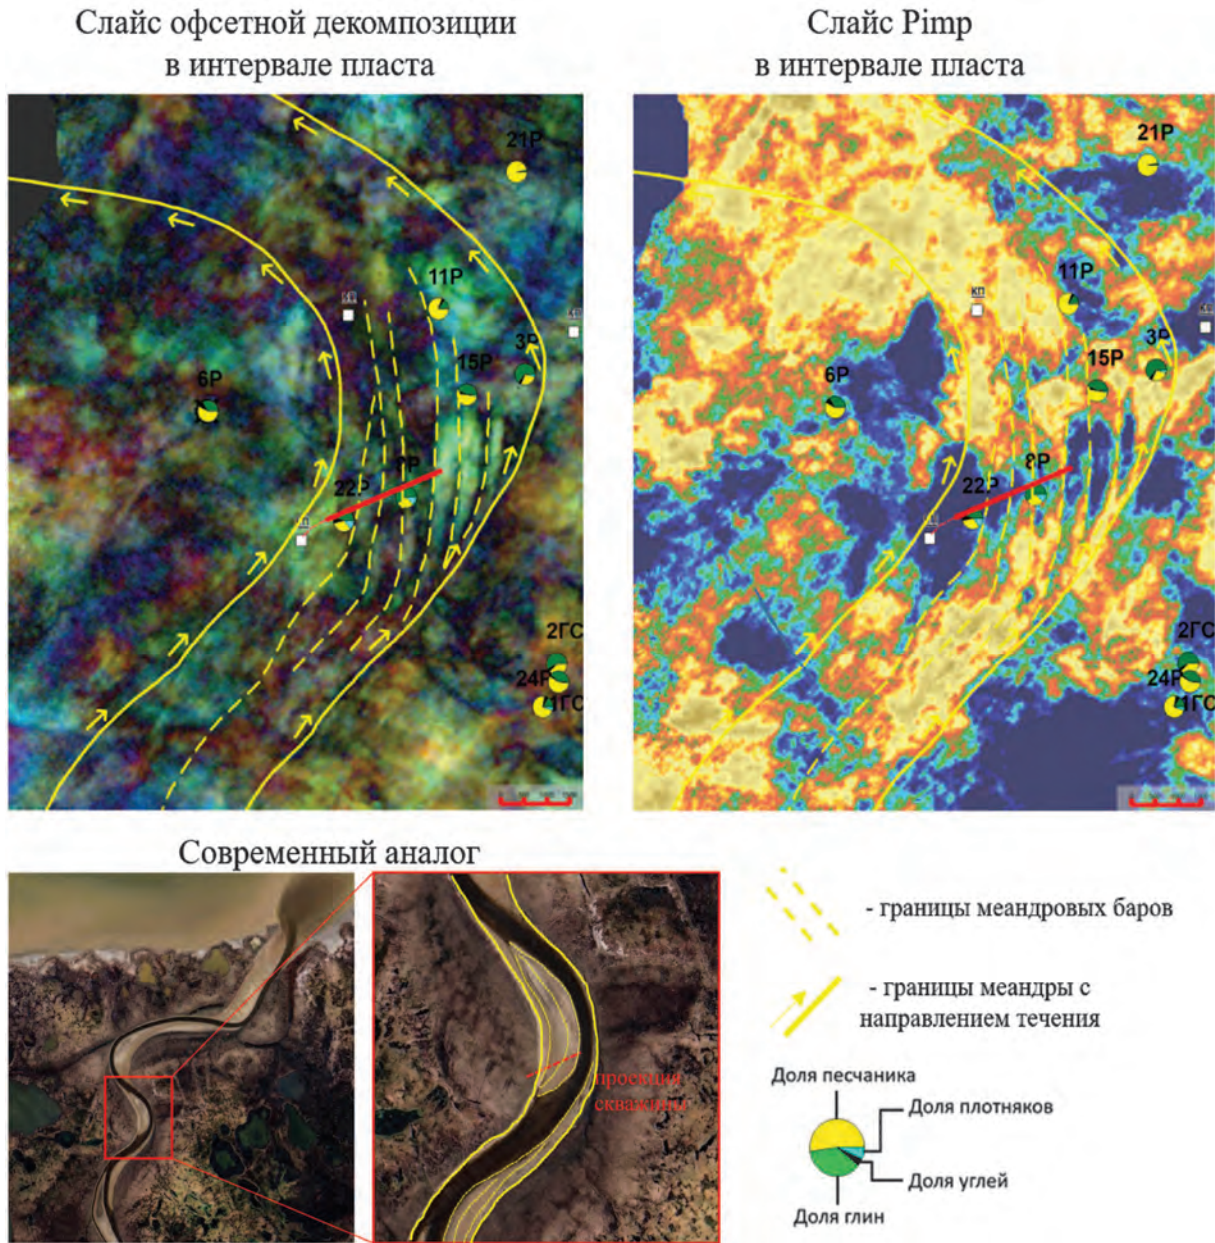 Слайс офсетной декомпозиции
в интервале пласта
Слайс Pimp
в интервале пласта
21Р
11Р
3Р
15Р
6Р
22Р
2ГС
24Р
1ГС
21Р
11Р
3Р
15Р
6Р
8Р
22Р
2ГС
24Р
1ГС
Современный аналог
проекция
скважины
- границы меандровых баров
- границы меандры с
направлением течения
Доля песчаника
Доля плотняков
Доля углей
Доля глин